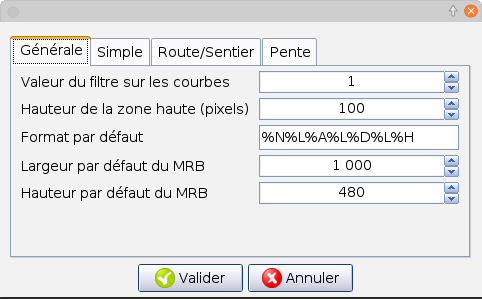 Générale Simple Route/Sentier Pente
Valeur du filtre sur les courbes 1
Hauteur de la zone haute (pixels) 100
Format par défaut %N%L%A%L%D%L%H
Largeur par défaut du MRB 1 000
Hauteur par défaut du MRB 480
Valider Annuler